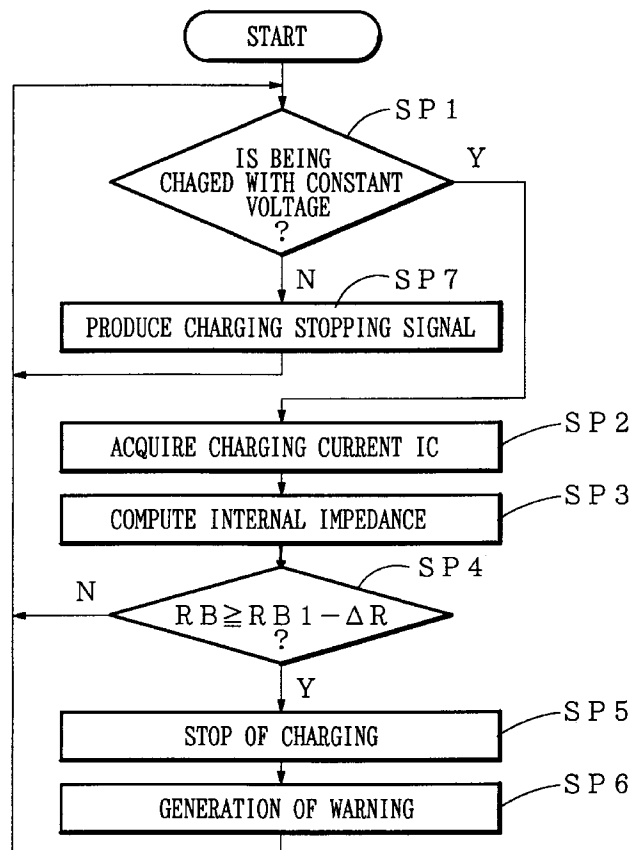 START
SP1
IS BEING
CHAGED WITH CONSTANT
VOLTAGE
?
Y
N
SP7
PRODUCE CHARGING STOPPING SIGNAL
ACQUIRE CHARGING CURRENT IC
SP2
COMPUTE INTERNAL IMPEDANCE
SP3
SP4
N
RB≧RB1-ΔR
?
Y
STOP OF CHARGING
SP5
GENERATION OF WARNING
SP6